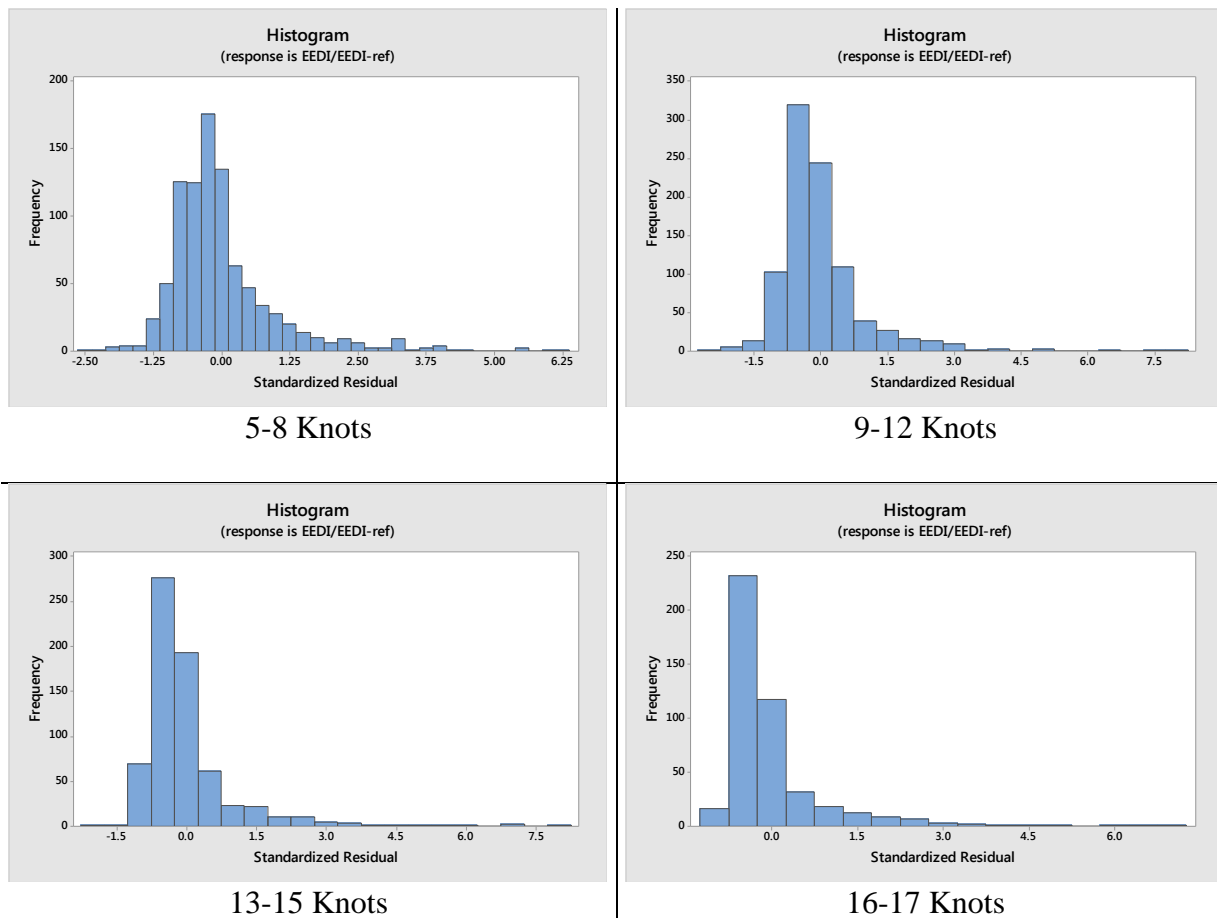 Histogram
(response is EEDI/EEDI-ref)
200
150
100
50
0
Frequency
-2.50 -1.25 0.00 1.25 2.50 3.75 5.00 6.25
Standardized Residual
5-8 Knots
Histogram
(response is EEDI/EEDI-ref)
350
300
250
200
150
100
50
0
Frequency
-1.5 0.0 1.5 3.0 4.5 6.0 7.5
Standardized Residual
9-12 Knots
Histogram
(response is EEDI/EEDI-ref)
300
250
200
150
100
50
0
Frequency
-1.5 0.0 1.5 3.0 4.5 6.0 7.5
Standardized Residual
13-15 Knots
Histogram
(response is EEDI/EEDI-ref)
250
200
150
100
50
0
Frequency
0.0 1.5 3.0 4.5 6.0
Standardized Residual
16-17 Knots